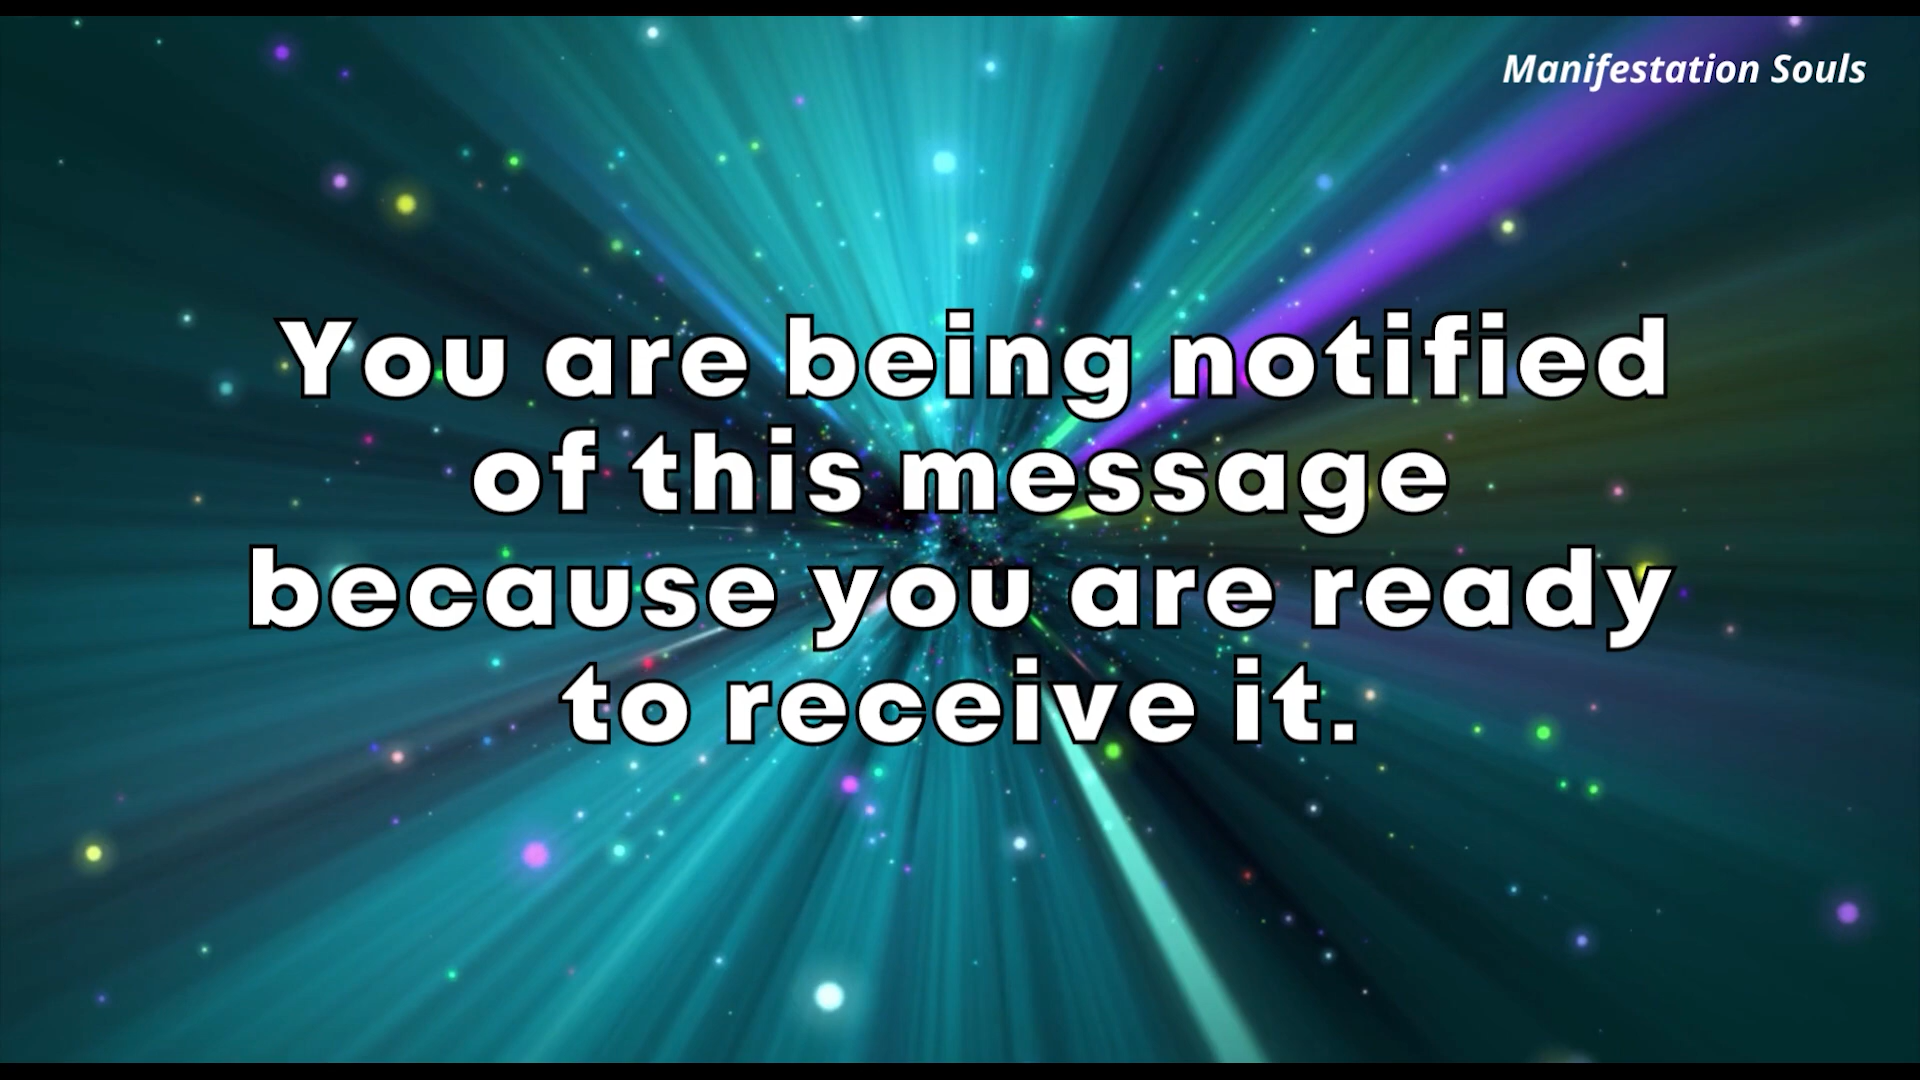 Manifestation Souls
You are being notified
of this message
because you are ready
to receive it.